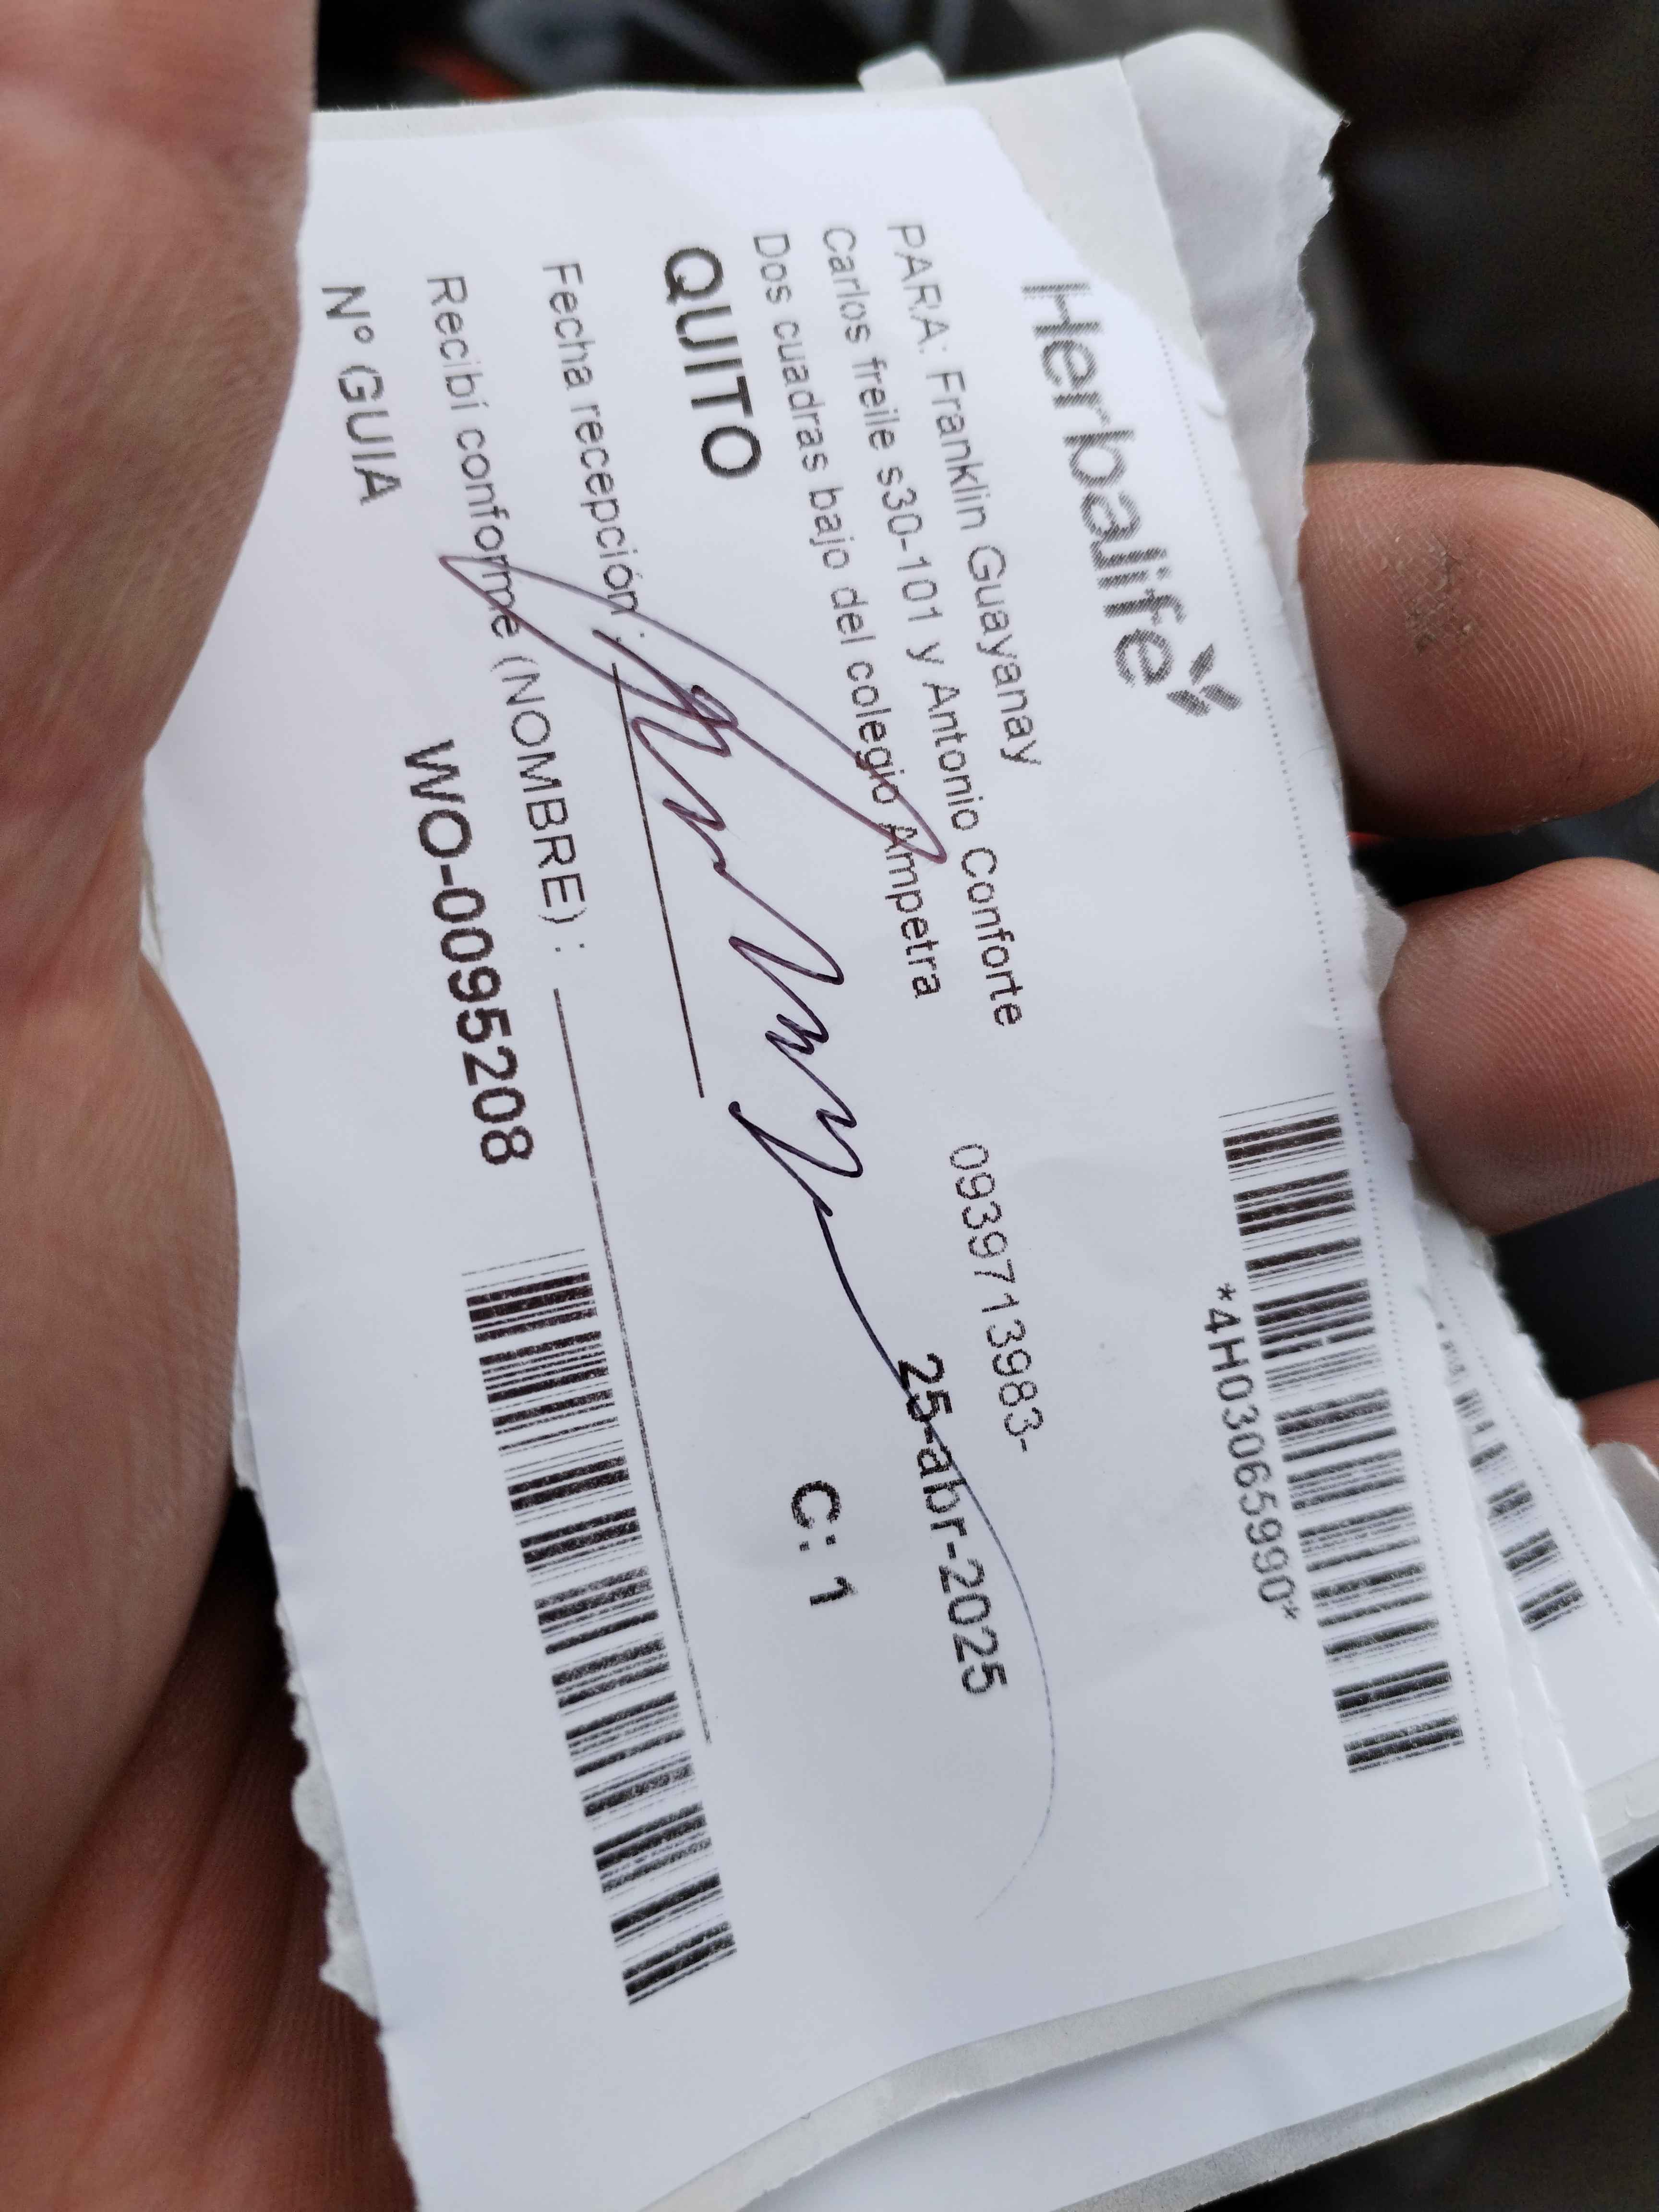 Herbalife
*4H03065990*
PARA: Franklin Guayanay
Carlos freile s30-101 y Antonio Conforte
0939713983-
Dos cuadras bajo del colegio Ampetra
25-abr-2025
QUITO
C: 1
Fecha recepción :
Recibí conforme (NOMBRE) :
Nº GUIA
WO-0095208